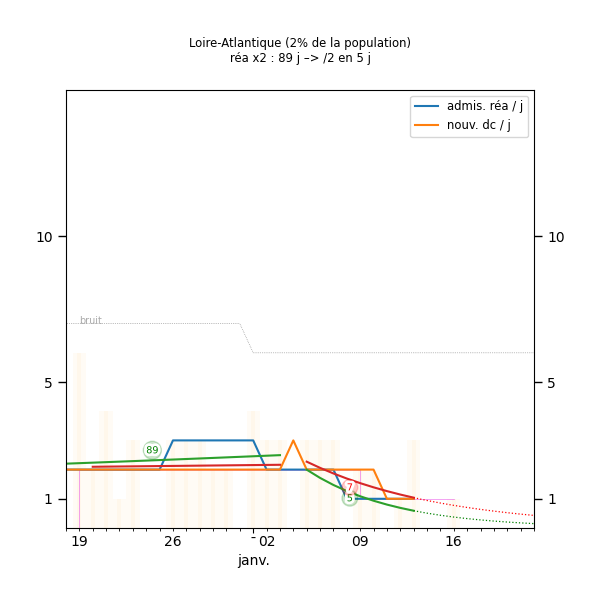 Loire-Atlantique (2% de la population)
réa x2 : 89 j –> /2 en 5 j
admis. réa / j
nouv. dc / j
10
10
bruit
5
5
89
7
5
1
1
19
26
02
09
16
janv.